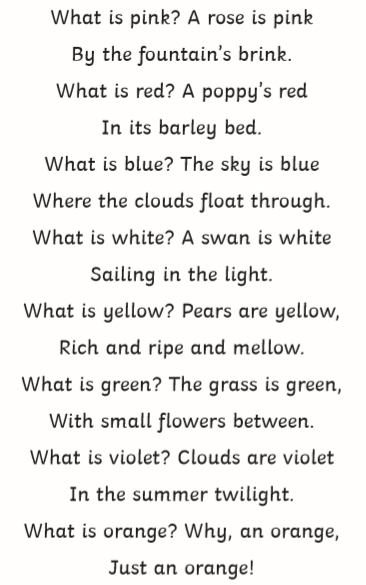 What is pink? A rose is pink
By the fountain's brink.
What is red? A poppy's red
In its barley bed.
What is blue? The sky is blue
Where the clouds float through.
What is white? A swan is white
Sailing in the light.
What is yellow? Pears are yellow,
Rich and ripe and mellow.
What is green? The grass is green,
With small flowers between.
What is violet? Clouds are violet
In the summer twilight.
What is orange? Why, an orange,
Just an orange!